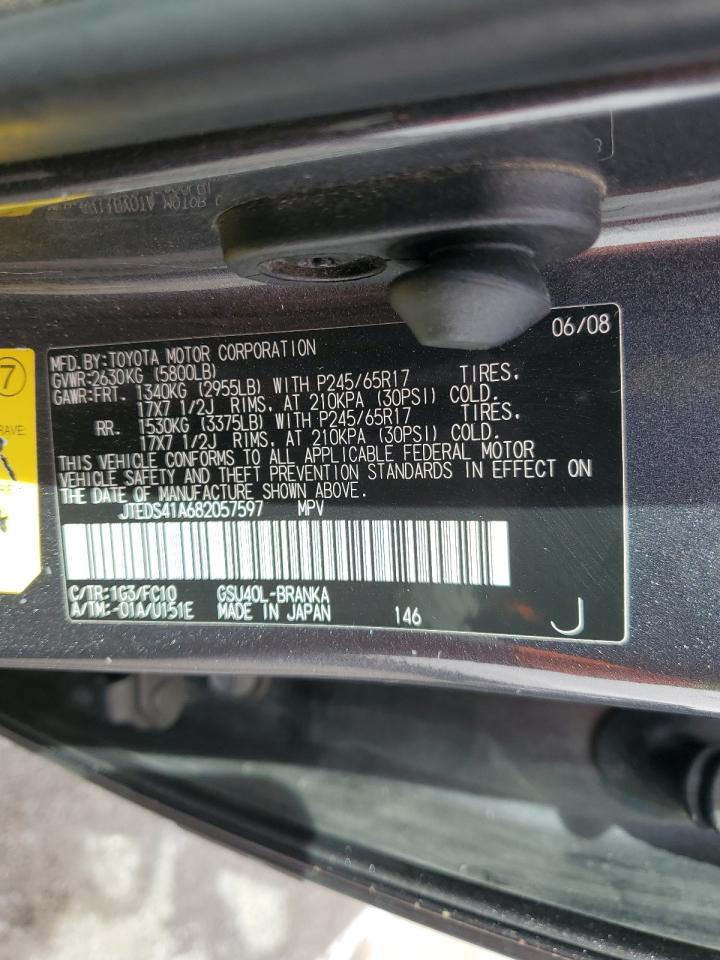 06/08
MFD.BY:TOYOTA MOTOR CORPORATION
GVWR:2630KG (5800LB)
GAWR:FRT. 1340KG (2955LB) WITH P245/65R17 TIRES,
17X7 1/2J RIMS, AT 210KPA (30PSI) COLD.
RR. 1530KG (3375LB) WITH P245/65R17 TIRES,
17X7 1/2J RIMS, AT 210KPA (30PSI) COLD.
THIS VEHICLE CONFORMS TO ALL APPLICABLE FEDERAL MOTOR
VEHICLE SAFETY AND THEFT PREVENTION STANDARDS IN EFFECT ON
THE DATE OF MANUFACTURE SHOWN ABOVE.
JTEDS41A682057597 MPV
C/TR:1G3/FC10 GSU40L-BRANKA
A/TM:-01A/U151E MADE IN JAPAN 146 J
7